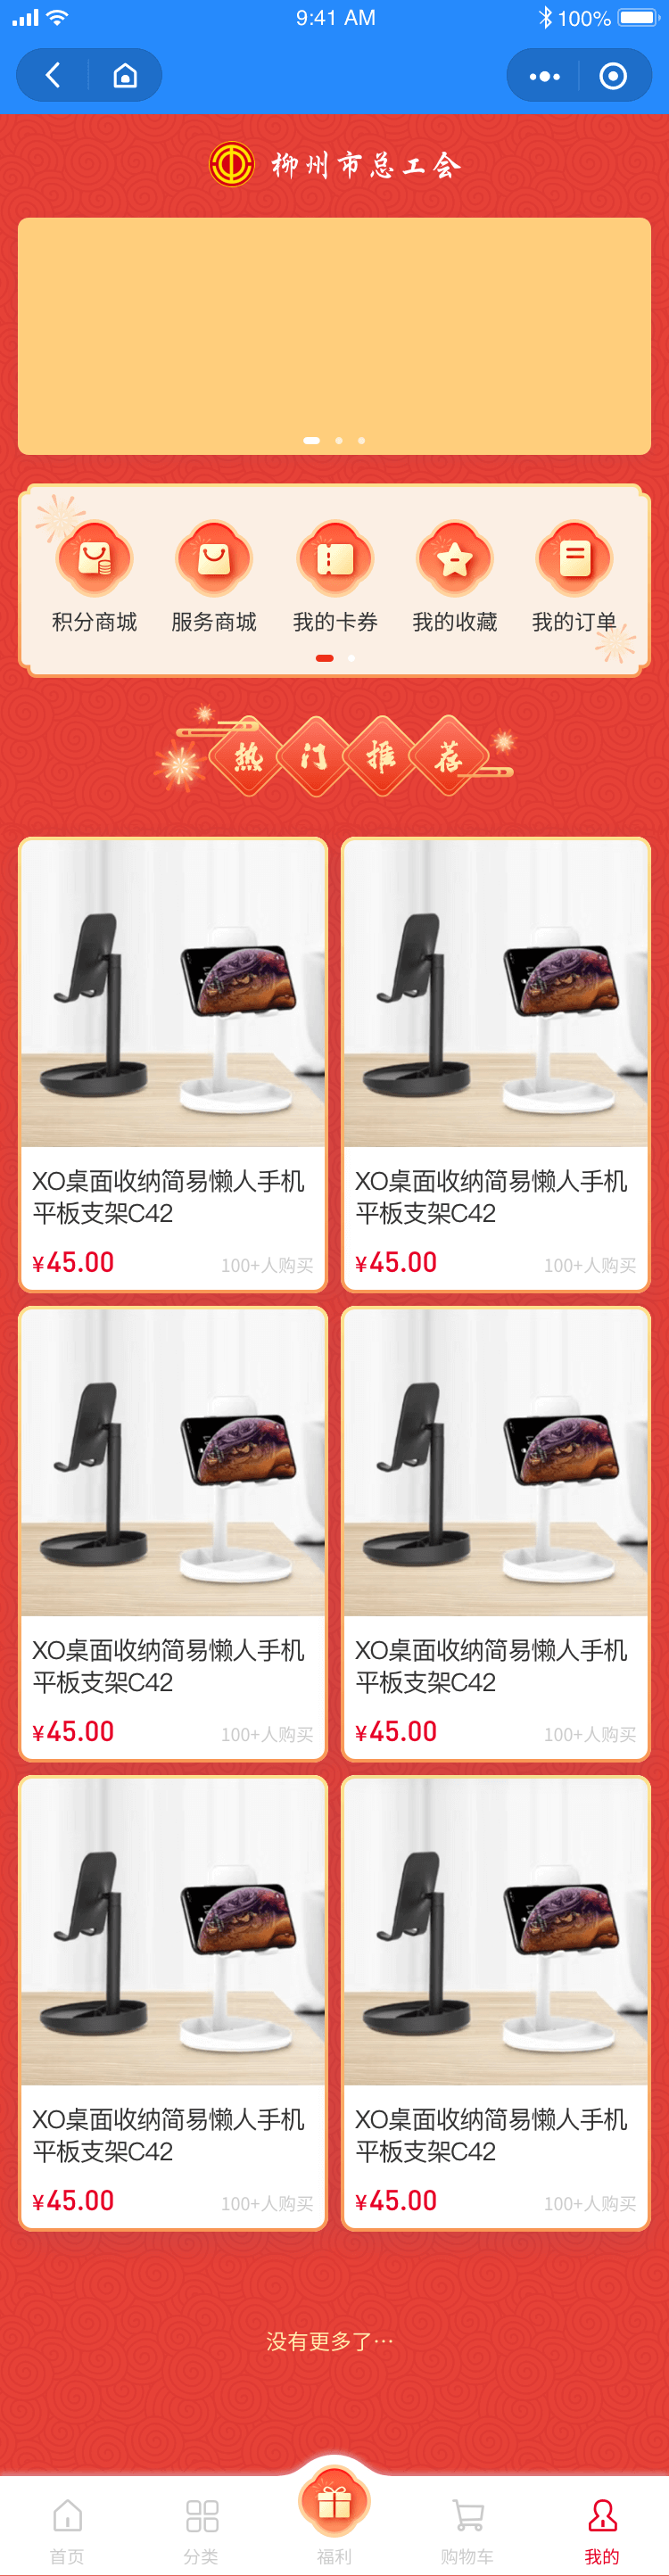 9:41 AM
100%
柳州市总工会
积分商城
服务商城
我的卡券
我的收藏
我的订单
热门推荐
XO桌面收纳简易懒人手机
平板支架C42
¥45.00
100+人购买
XO桌面收纳简易懒人手机
平板支架C42
¥45.00
100+人购买
XO桌面收纳简易懒人手机
平板支架C42
¥45.00
100+人购买
XO桌面收纳简易懒人手机
平板支架C42
¥45.00
100+人购买
XO桌面收纳简易懒人手机
平板支架C42
¥45.00
100+人购买
XO桌面收纳简易懒人手机
平板支架C42
¥45.00
100+人购买
没有更多了…
首页
分类
福利
购物车
我的